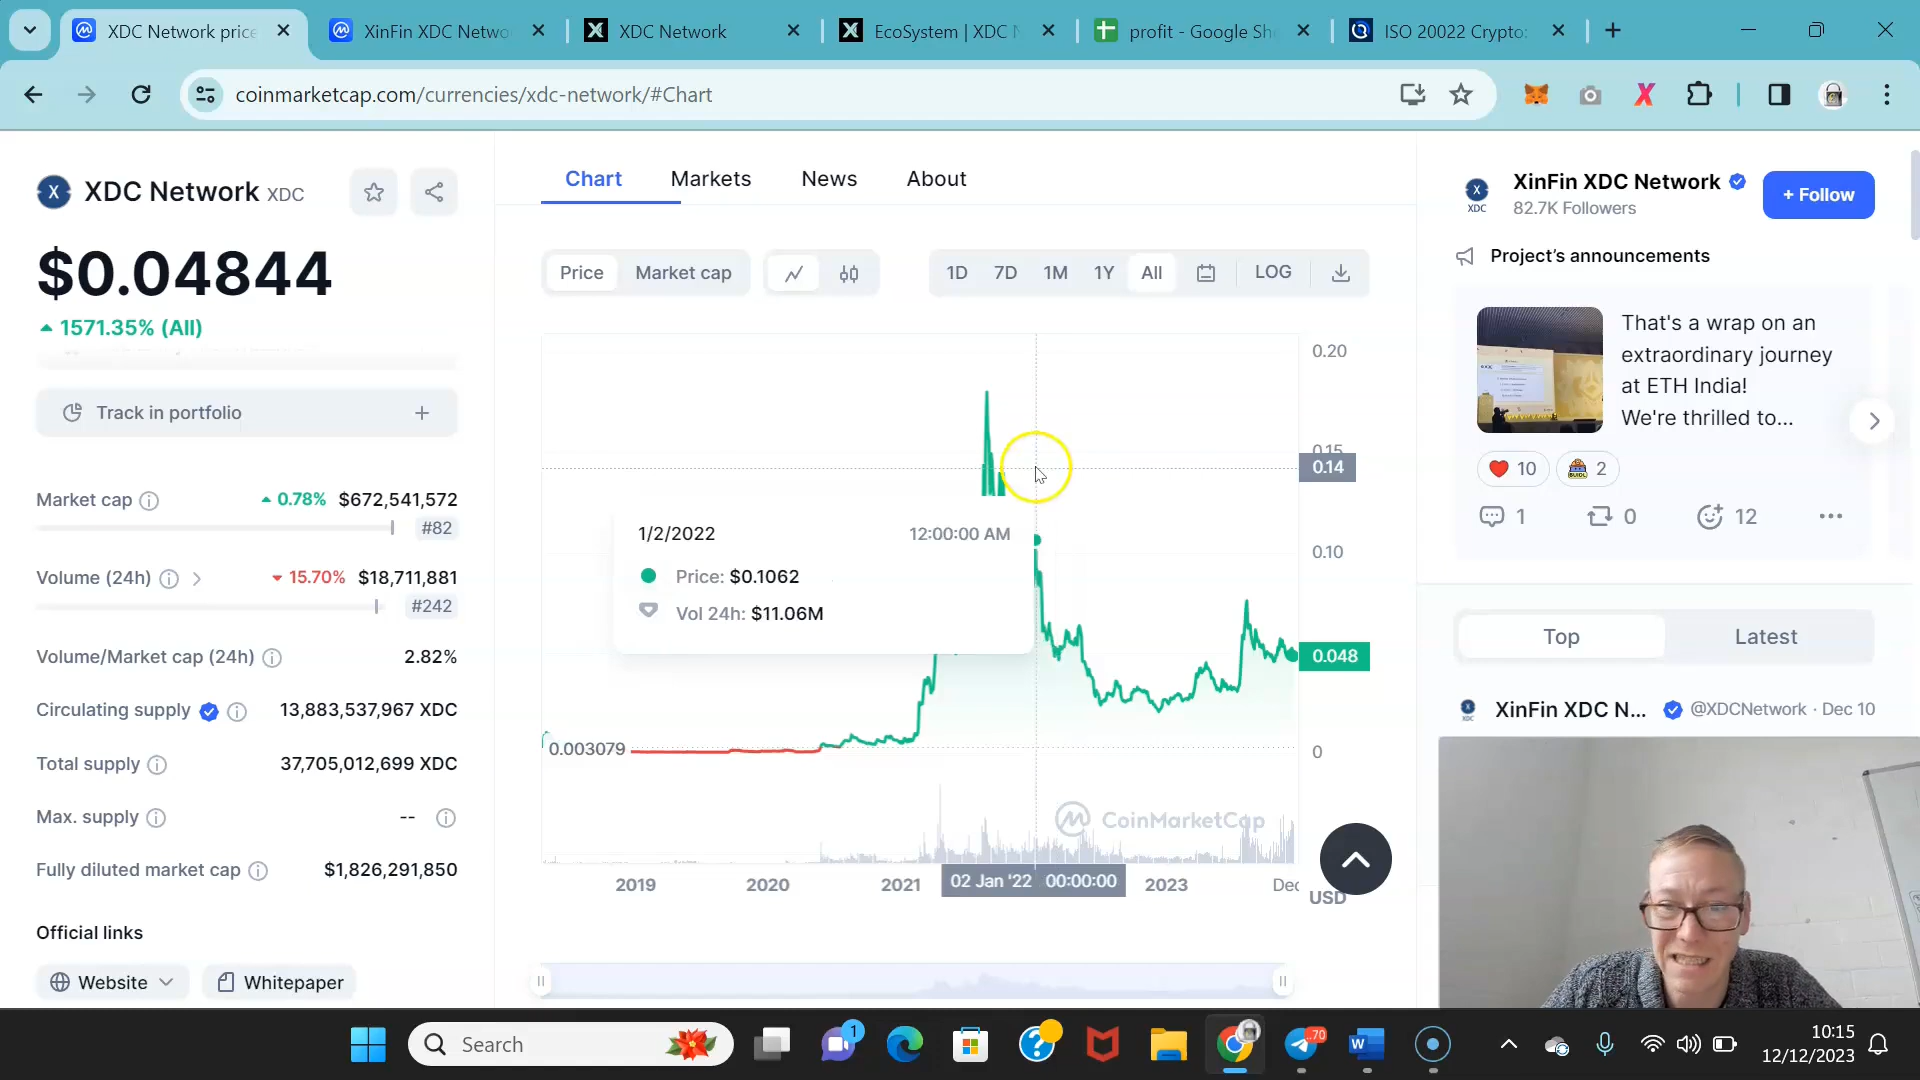 XDC Network price
XinFin XDC Netwo
XDC Network
EcoSystem | XDC N
profit - Google She
ISO 20022 Crypto:
coinmarketcap.com/currencies/xdc-network/#Chart
XDC Network XDC
$0.04844
1571.35% (All)
Track in portfolio
Market cap
0.78% $672,541,572
#82
Volume (24h)
15.70% $18,711,881
#242
Volume/Market cap (24h)
2.82%
Circulating supply
13,883,537,967 XDC
Total supply
37,705,012,699 XDC
Max. supply
--
Fully diluted market cap
$1,826,291,850
Official links
Website
Whitepaper
Chart Markets News About
Price Market cap
1D 7D 1M 1Y All LOG
0.20
0.15
0.14
0.10
0.048
0
1/2/2022 12:00:00 AM
Price: $0.1062
Vol 24h: $11.06M
0.003079
CoinMarketCap
2019 2020 2021 02 Jan '22 00:00:00 2023 Dec
USD
XinFin XDC Network
82.7K Followers
+ Follow
XDC
Project's announcements
That's a wrap on an
extraordinary journey
at ETH India!
We're thrilled to...
10
2
1 0 12
Top Latest
XinFin XDC N... @XDCNetwork · Dec 10
Search
1
70
10:15
12/12/2023